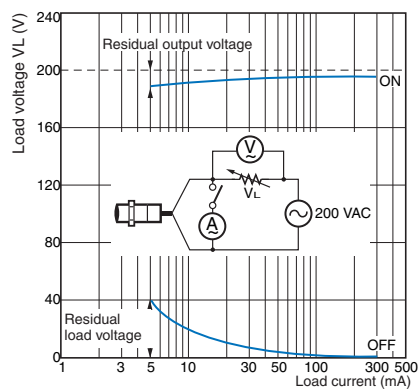 Load voltage VL (V)
240
200
160
120
80
40
0
Residual output voltage
ON
V
VL
A
200 VAC
Residual
load voltage
OFF
1
3
5
10
30
50
100
300 500
Load current (mA)